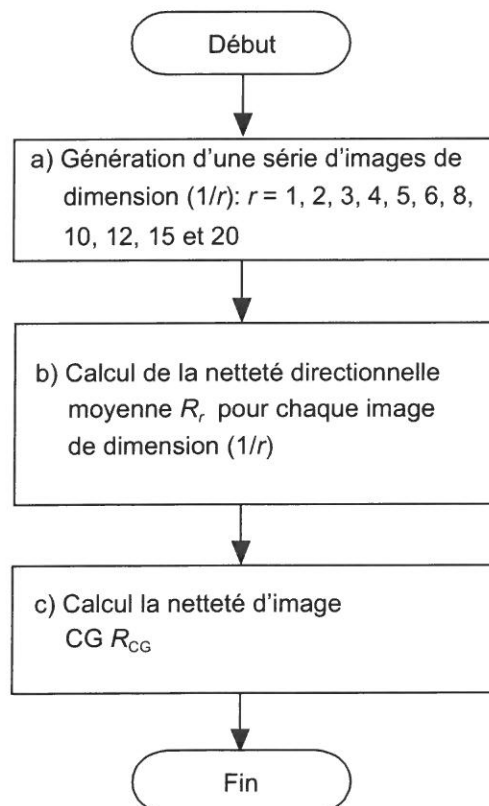 Début
a) Génération d'une série d'images de
dimension (1/r): r = 1, 2, 3, 4, 5, 6, 8,
10, 12, 15 et 20
b) Calcul de la netteté directionnelle
moyenne Rr pour chaque image
de dimension (1/r)
c) Calcul la netteté d'image
CG RCG
Fin